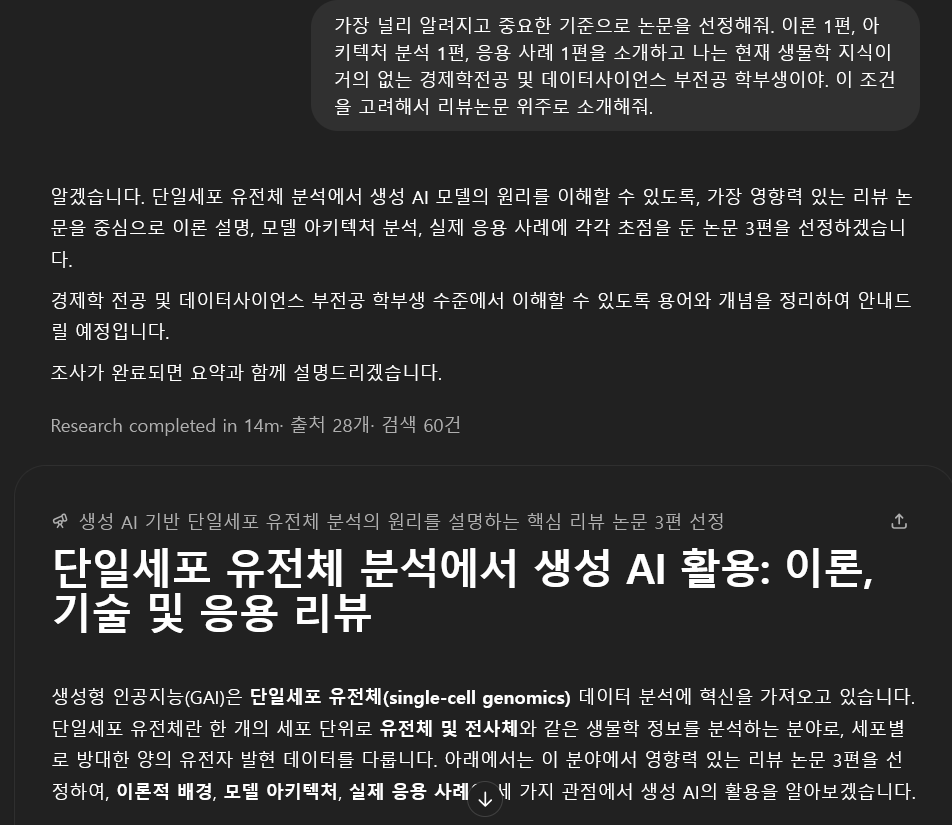 가장 널리 알려지고 중요한 기준으로 논문을 선정해줘. 이론 1편, 아
키텍처 분석 1편, 응용 사례 1편을 소개하고 나는 현재 생물학 지식이
거의 없는 경제학전공 및 데이터사이언스 부전공 학부생이야. 이 조건
을 고려해서 리뷰논문 위주로 소개해줘.
알겠습니다. 단일세포 유전체 분석에서 생성 AI 모델의 원리를 이해할 수 있도록, 가장 영향력 있는 리뷰 논
문을 중심으로 이론 설명, 모델 아키텍처 분석, 실제 응용 사례에 각각 초점을 둔 논문 3편을 선정하겠습니
다.
경제학 전공 및 데이터사이언스 부전공 학부생 수준에서 이해할 수 있도록 용어와 개념을 정리하여 안내드
릴 예정입니다.
조사가 완료되면 요약과 함께 설명드리겠습니다.
Research completed in 14m· 출처 28개· 검색 60건
생성 AI 기반 단일세포 유전체 분석의 원리를 설명하는 핵심 리뷰 논문 3편 선정
단일세포 유전체 분석에서 생성 AI 활용: 이론,
기술 및 응용 리뷰
생성형 인공지능(GAI)은 단일세포 유전체(single-cell genomics) 데이터 분석에 혁신을 가져오고 있습니다.
단일세포 유전체란 한 개의 세포 단위로 유전체 및 전사체와 같은 생물학 정보를 분석하는 분야로, 세포별
로 방대한 양의 유전자 발현 데이터를 다룹니다. 아래에서는 이 분야에서 영향력 있는 리뷰 논문 3편을 선
정하여, 이론적 배경, 모델 아키텍처, 실제 응용 사례 가지 관점에서 생성 AI의 활용을 알아보겠습니다.